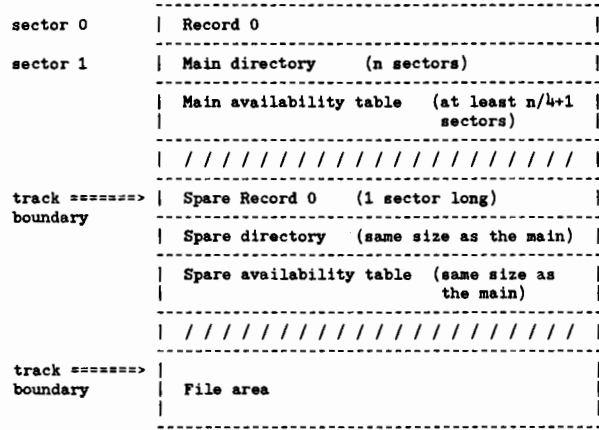 sector 0 | Record 0 |
sector 1 | Main directory (n sectors) |
| Main availability table (at least n/4+1 |
| sectors) |
| / / / / / / / / / / / / / / / / / / / / / |
track =======> | Spare Record 0 (1 sector long) |
boundary
| Spare directory (same size as the main) |
| Spare availability table (same size as |
| the main) |
| / / / / / / / / / / / / / / / / / / / / / |
track =======> |
boundary | File area |